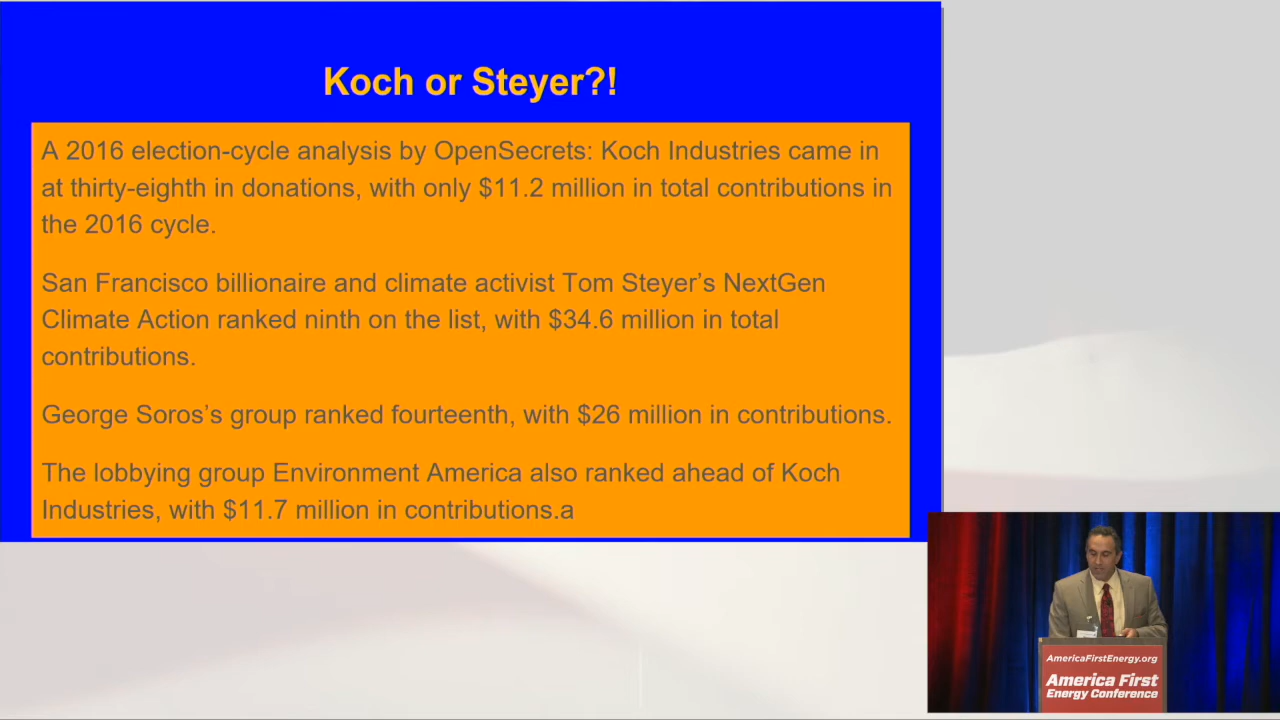 Koch or Steyer?!
A 2016 election-cycle analysis by OpenSecrets: Koch Industries came in
at thirty-eighth in donations, with only $11.2 million in total contributions in
the 2016 cycle.
San Francisco billionaire and climate activist Tom Steyer’s NextGen
Climate Action ranked ninth on the list, with $34.6 million in total
contributions.
George Soros’s group ranked fourteenth, with $26 million in contributions.
The lobbying group Environment America also ranked ahead of Koch
Industries, with $11.7 million in contributions.a
AmericaFirstEnergy.org
America First
Energy Conference